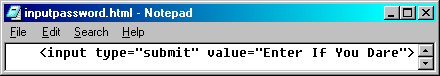 inputpassword.html - Notepad
File Edit Search Help
<input type="submit" value="Enter If You Dare">